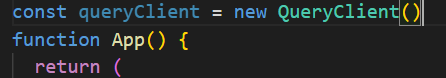 const queryClient = new QueryClient()
function App() {
return (